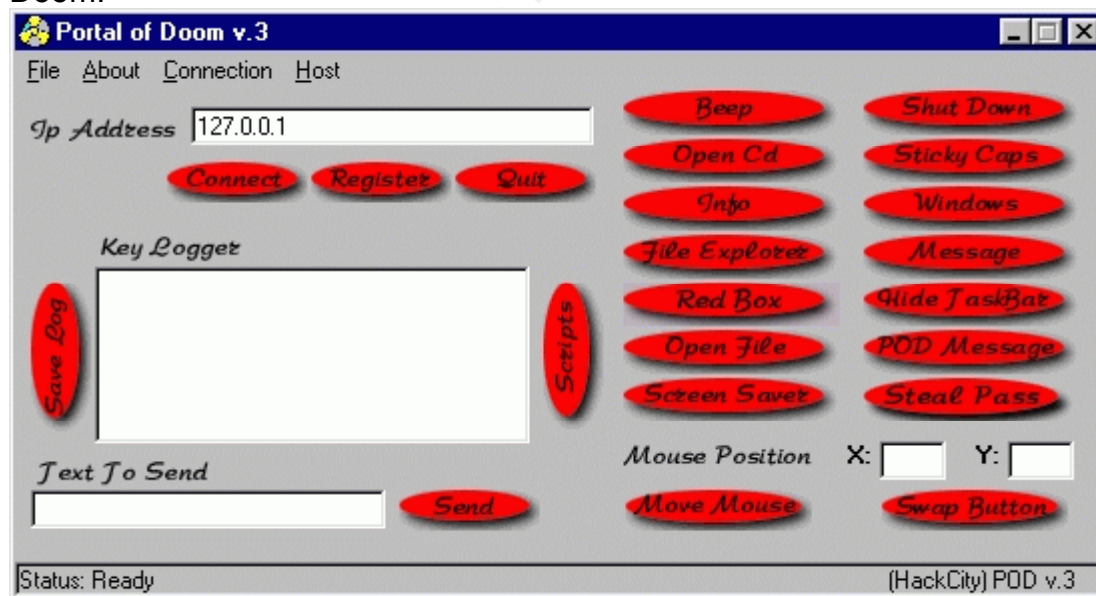 Doom.
Portal of Doom v.3
File About Connection Host
Ip Address 127.0.0.1
Connect Register Quit
Key Logger
Save Log
Scripts
Text To Send
Send
Beep Shut Down
Open Cd Sticky Caps
Info Windows
File Explorer Message
Red Box Hide TaskBar
Open File POD Message
Screen Saver Steal Pass
Mouse Position X: Y:
Move Mouse Swap Button
Status: Ready (HackCity) POD v.3